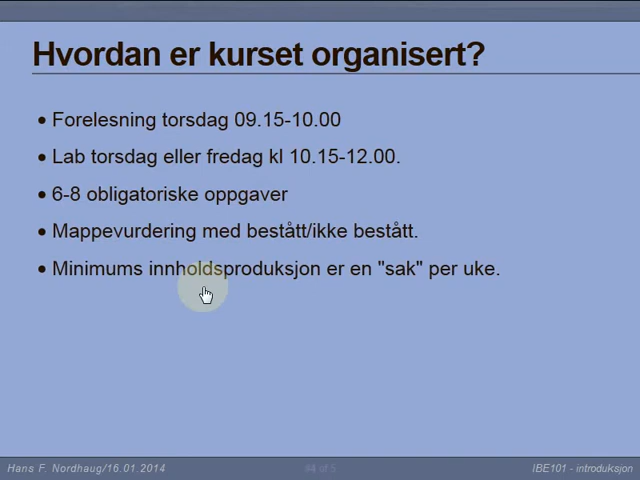 Hvordan er kurset organisert?
• Forelesning torsdag 09.15-10.00
• Lab torsdag eller fredag kl 10.15-12.00.
• 6-8 obligatoriske oppgaver
• Mappevurdering med bestått/ikke bestått.
• Minimums innholdsproduksjon er en "sak" per uke.
Hans F. Nordhaug/16.01.2014
of 5
IBE101 - introduksjon